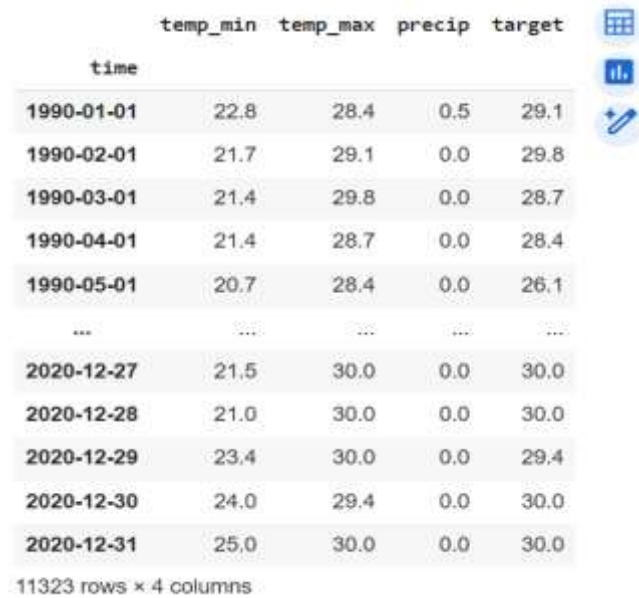 temp_min temp_max precip target
time
1990-01-01 22.8 28.4 0.5 29.1
1990-02-01 21.7 29.1 0.0 29.8
1990-03-01 21.4 29.8 0.0 28.7
1990-04-01 21.4 28.7 0.0 28.4
1990-05-01 20.7 28.4 0.0 26.1
... ... ... ... ...
2020-12-27 21.5 30.0 0.0 30.0
2020-12-28 21.0 30.0 0.0 30.0
2020-12-29 23.4 30.0 0.0 29.4
2020-12-30 24.0 29.4 0.0 30.0
2020-12-31 25.0 30.0 0.0 30.0
11323 rows × 4 columns